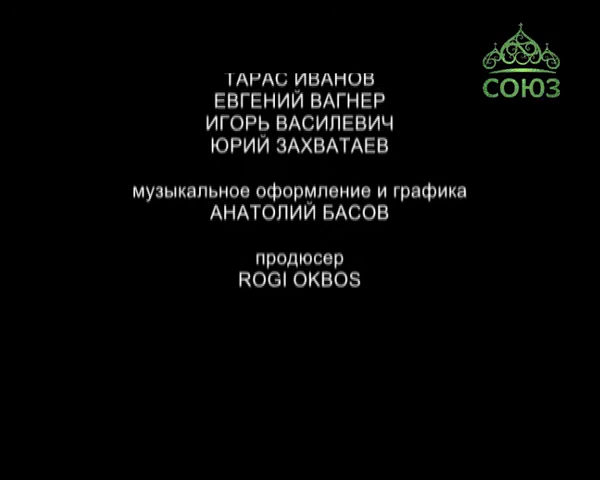 ТАРАС ИВАНОВ
ЕВГЕНИЙ ВАГНЕР
ИГОРЬ ВАСИЛЕВИЧ
ЮРИЙ ЗАХВАТАЕВ
музыкальное оформление и графика
АНАТОЛИЙ БАСОВ
продюсер
ROGI OKBOS
СОЮЗ